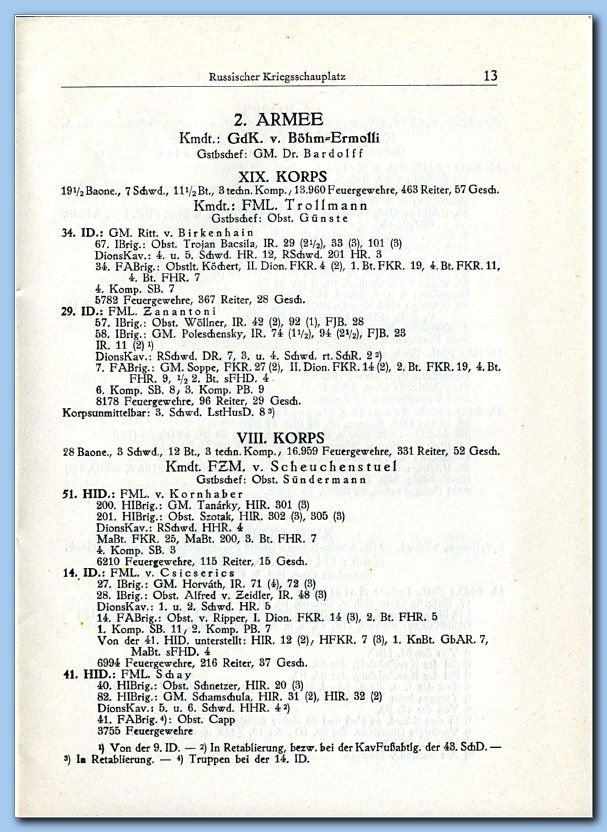 Russischer Kriegsschauplatz 13
2. ARMEE
Kmdt.: GdK. v. Böhm-Ermolli
Gstbschef: GM. Dr. Bardolff
XIX. KORPS
19½ Baone., 7 Schwd., 11½ Bt., 3 techn. Komp., 13.960 Feuergewehre, 463 Reiter, 57 Gesch.
Kmdt.: FML. Trollmann
Gstbschef: Obst. Günste
34. ID.: GM. Ritt. v. Birkenhain
67. IBrig.: Obst. Trojan Bacsila, IR. 29 (2½), 33 (3), 101 (3)
DionsKav.: 4. u. 5. Schwd. HR. 12, RSchwd. 201 HR. 3
34. FABrig.: Obstlt. Köchert, II. Dion. FKR. 4 (2), 1. Bt. FKR. 19, 4. Bt. FKR. 11,
4. Bt. FHR. 7
4. Komp. SB. 7
5782 Feuergewehre, 367 Reiter, 28 Gesch.
29. ID.: FML. Zanantoni
57. IBrig.: Obst. Wöllner, IR. 42 (2), 92 (1), FJB. 28
58. IBrig.: GM. Poleschensky, IR. 74 (1½), 94 (2½), FJB. 23
IR. 11 (2) ¹)
DionsKav.: RSchwd. DR. 7, 3. u. 4. Schwd. rt. SchR. 2 ²)
7. FABrig.: GM. Soppe, FKR. 27 (2), II. Dion. FKR. 14 (2), 2. Bt. FKR. 19, 4. Bt.
FHR. 9, ½ 2. Bt. sFHD. 4
6. Komp. SB. 8, 3. Komp. PB. 9
8178 Feuergewehre, 96 Reiter, 29 Gesch.
Korpsunmittelbar: 3. Schwd. LstHusD. 8 ³)
VIII. KORPS
28 Baone., 3 Schwd., 12 Bt., 3 techn. Komp., 16.959 Feuergewehre, 331 Reiter, 52 Gesch.
Kmdt. FZM. v. Scheuchenstuel
Gstbschef: Obst. Sündermann
51. HID.: FML. v. Kornhaber
200. HIBrig.: GM. Tanárky, HIR. 301 (3)
201. HIBrig.: Obst. Szotak, HIR. 302 (3), 305 (3)
DionsKav.: RSchwd. HHR. 4
MaBt. FKR. 25, MaBt. 200, 3. Bt. FHR. 7
4. Komp. SB. 3
6210 Feuergewehre, 115 Reiter, 15 Gesch.
14. ID.: FML. v. Csicserics
27. IBrig.: GM. Horváth, IR. 71 (4), 72 (3)
28. IBrig.: Obst. Alfred v. Zeidler, IR. 48 (3)
DionsKav.: 1. u. 2. Schwd. HR. 5
14. FABrig.: Obst. v. Ripper, I. Dion. FKR. 14 (3), 2. Bt. FHR. 5
1. Komp. SB. 11, 2. Komp. PB. 7
Von der 41. HID. unterstellt: HIR. 12 (2), HFKR. 7 (3), 1. KnBt. GbAR. 7,
MaBt. sFHD. 4
6994 Feuergewehre, 216 Reiter, 37 Gesch.
41. HID.: FML. Schay
40. HIBrig.: Obst. Schnetzer, HIR. 20 (3)
82. HIBrig.: GM. Schamschula, HIR. 31 (2), HIR. 32 (2)
DionsKav.: 5. u. 6. Schwd. HHR. 4 ²)
41. FABrig. ⁴): Obst. Capp
3755 Feuergewehre
¹) Von der 9. ID. — ²) In Retablierung, bezw. bei der KavFußabtlg. der 43. SchD. —
³) In Retablierung. — ⁴) Truppen bei der 14. ID.